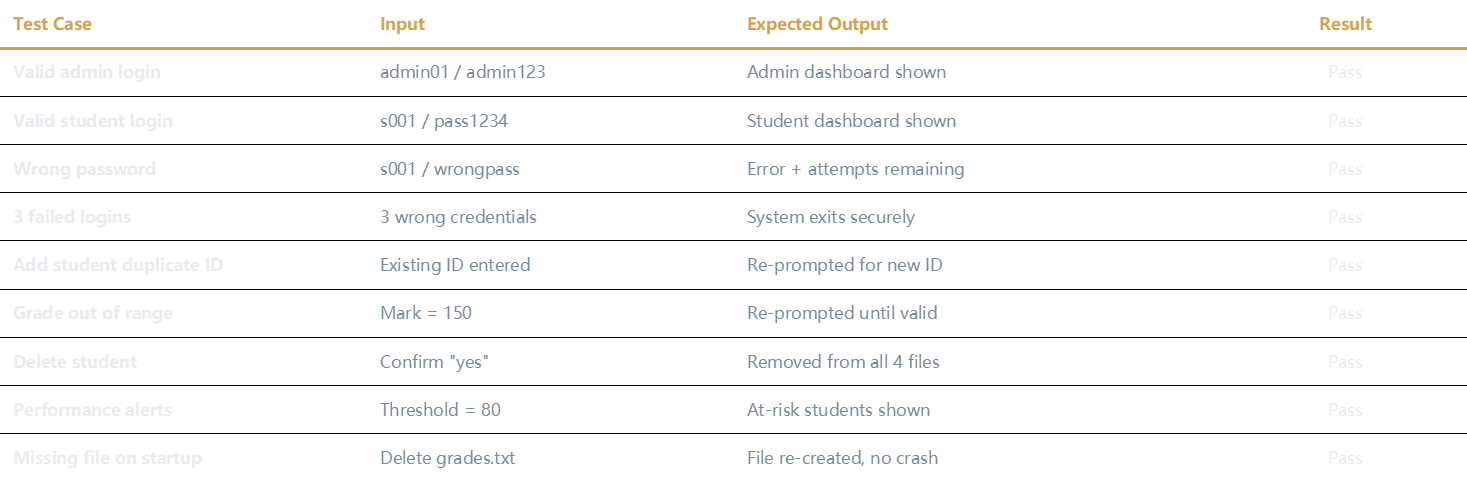 Test Case Input Expected Output Result
Valid admin login admin01 / admin123 Admin dashboard shown Pass
Valid student login s001 / pass1234 Student dashboard shown Pass
Wrong password s001 / wrongpass Error + attempts remaining Pass
3 failed logins 3 wrong credentials System exits securely Pass
Add student duplicate ID Existing ID entered Re-prompted for new ID Pass
Grade out of range Mark = 150 Re-prompted until valid Pass
Delete student Confirm "yes" Removed from all 4 files Pass
Performance alerts Threshold = 80 At-risk students shown Pass
Missing file on startup Delete grades.txt File re-created, no crash Pass